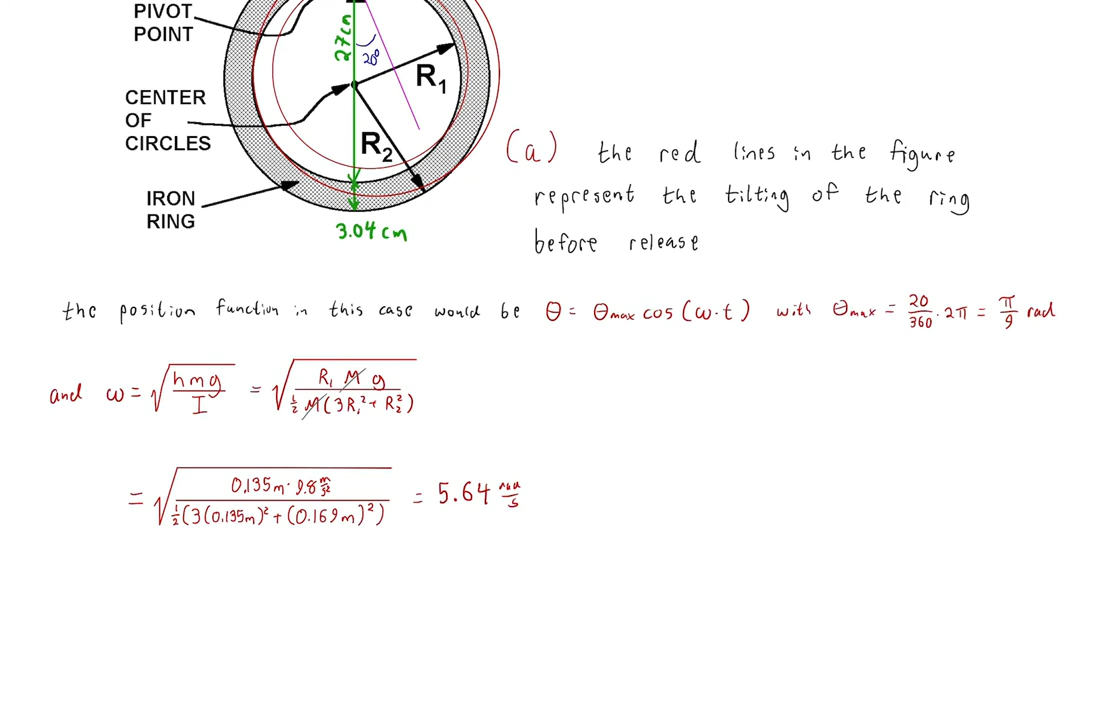 PIVOT
POINT
27cm
20°
R₁
CENTER
OF
CIRCLES
R₂
IRON
RING
3.04 cm
(a) the red lines in the figure
represent the tilting of the ring
before release
the position function in this case would be θ = θmax cos(ω·t) with θmax = 20/360 · 2π = π/9 rad
and ω = √(hmg/I) = √(R₁ M g / ½ M(3R₁² + R₂²))
= √(0,135m · 9.8 m/s² / ½(3(0,135m)² + (0.169m)²)) = 5.64 rad/s